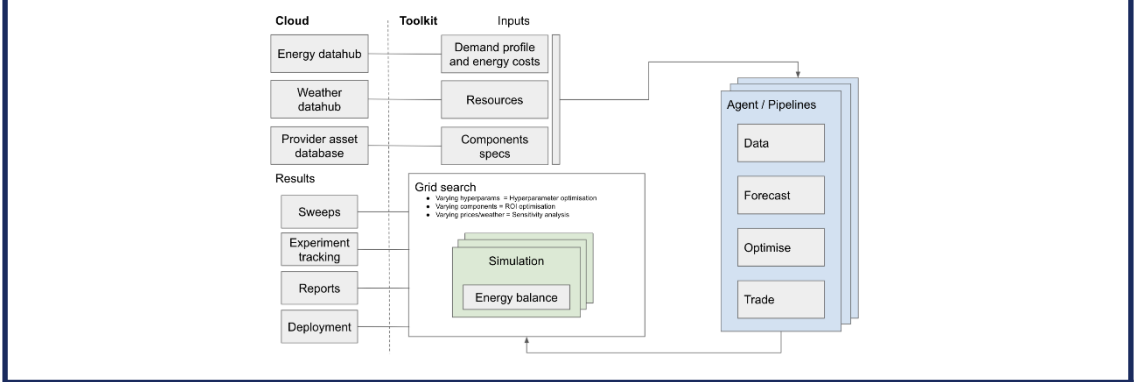 Cloud
Toolkit
Inputs
Energy datahub
Demand profile
and energy costs
Weather
datahub
Resources
Provider asset
database
Components
specs
Agent / Pipelines
Data
Forecast
Optimise
Trade
Results
Sweeps
Experiment
tracking
Reports
Deployment
Grid search
● Varying hyperparams = Hyperparameter optimisation
● Varying components = ROI optimisation
● Varying prices/weather = Sensitivity analysis
Simulation
Energy balance